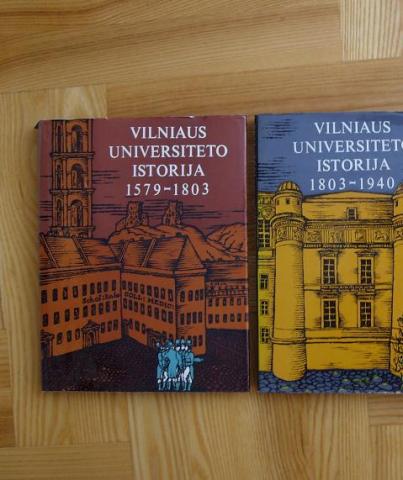 VILNIAUS
UNIVERSITETO
ISTORIJA
1579-1803
VILNIAUS
UNIVERSITETO
ISTORIJA
1803-1940